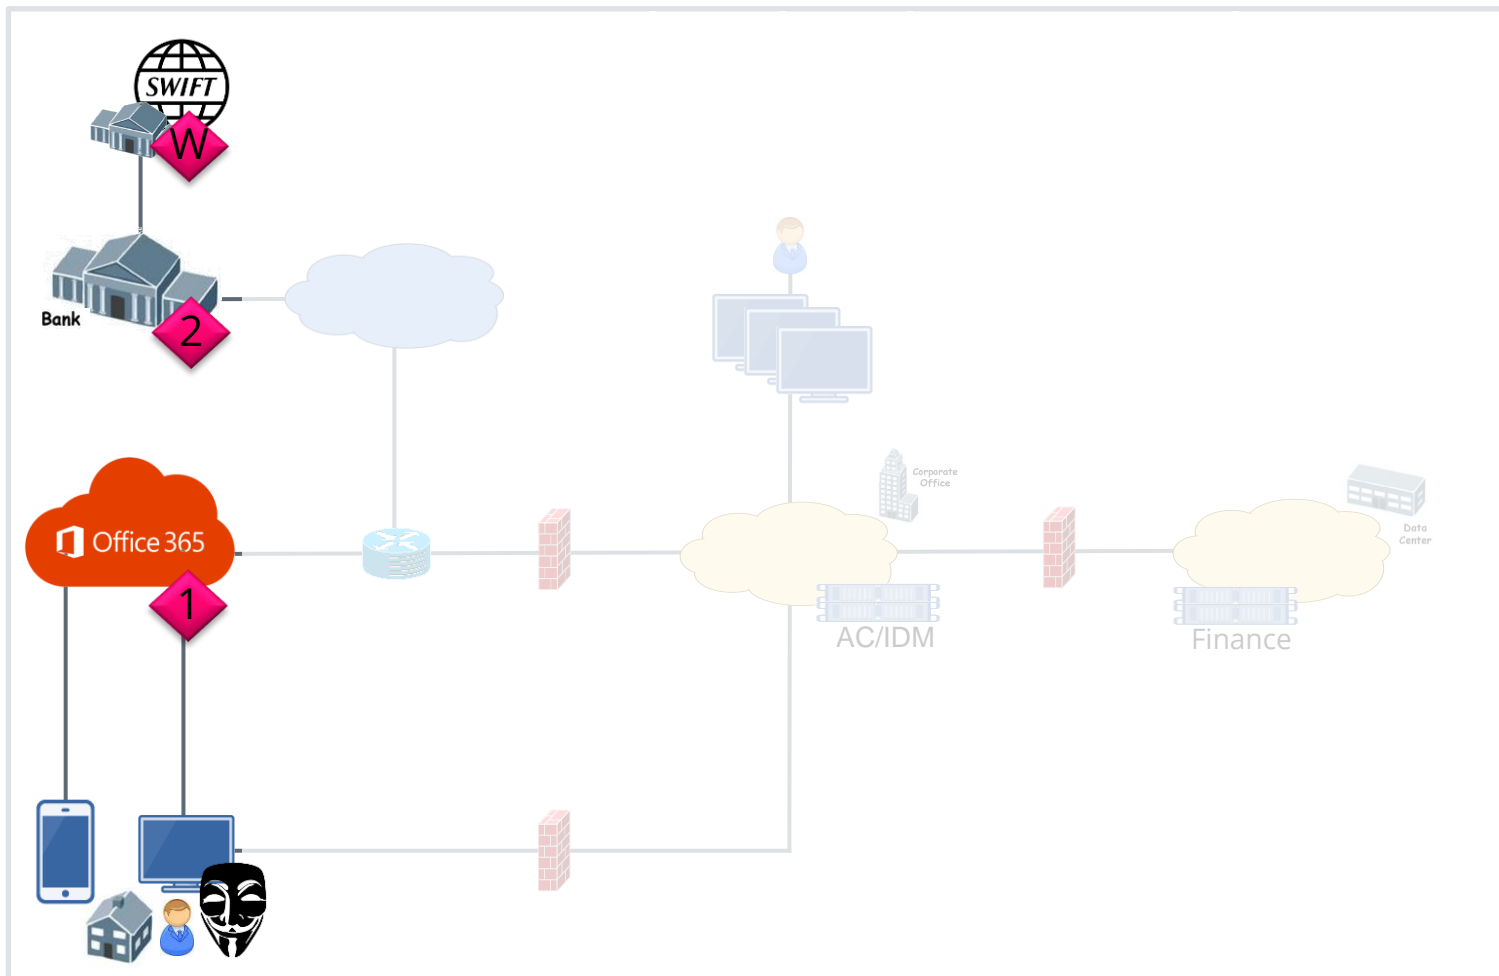 SWIFT
W
Bank
2
Corporate
Office
Data
Center
Office 365
1
AC/IDM
Finance